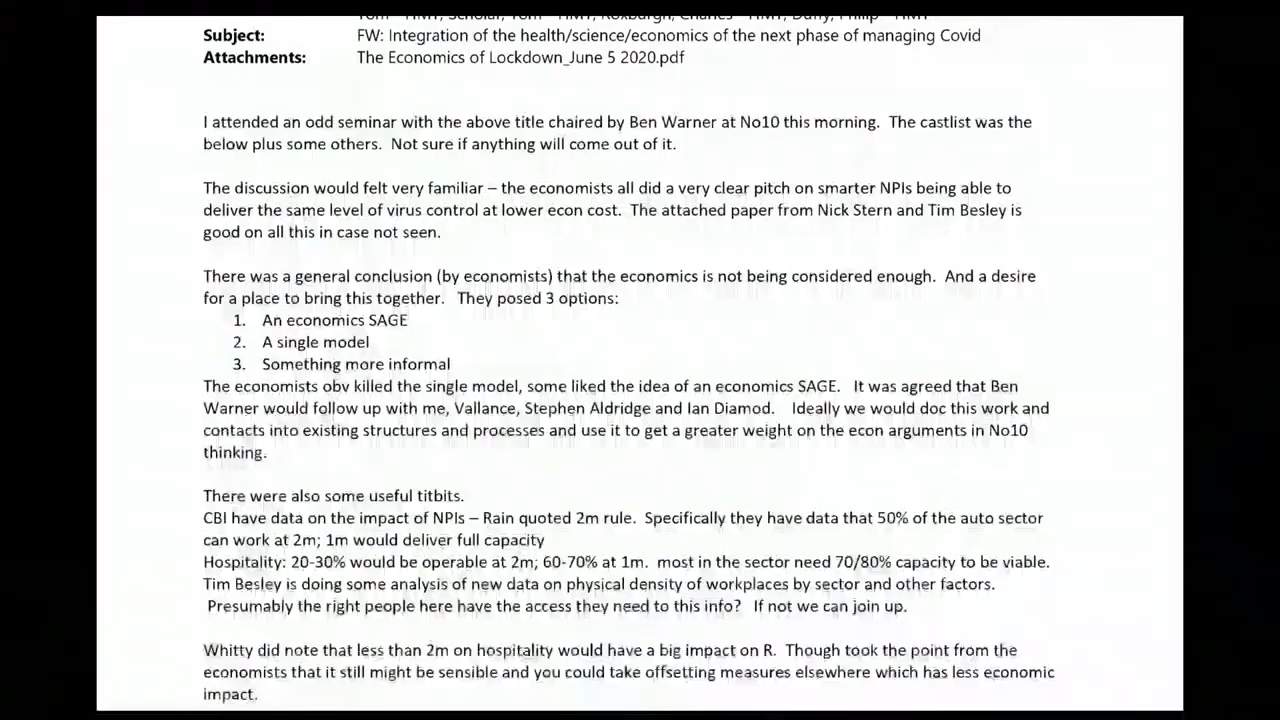 Tom - HMT; Scholar, Tom - HMT; Roxburgh, Charles - HMT; Duffy, Philip - HMT
Subject: FW: Integration of the health/science/economics of the next phase of managing Covid
Attachments: The Economics of Lockdown_June 5 2020.pdf
I attended an odd seminar with the above title chaired by Ben Warner at No10 this morning. The castlist was the
below plus some others. Not sure if anything will come out of it.
The discussion would felt very familiar – the economists all did a very clear pitch on smarter NPIs being able to
deliver the same level of virus control at lower econ cost. The attached paper from Nick Stern and Tim Besley is
good on all this in case not seen.
There was a general conclusion (by economists) that the economics is not being considered enough. And a desire
for a place to bring this together. They posed 3 options:
1. An economics SAGE
2. A single model
3. Something more informal
The economists obv killed the single model, some liked the idea of an economics SAGE. It was agreed that Ben
Warner would follow up with me, Vallance, Stephen Aldridge and Ian Diamod. Ideally we would doc this work and
contacts into existing structures and processes and use it to get a greater weight on the econ arguments in No10
thinking.
There were also some useful titbits.
CBI have data on the impact of NPIs – Rain quoted 2m rule. Specifically they have data that 50% of the auto sector
can work at 2m; 1m would deliver full capacity
Hospitality: 20-30% would be operable at 2m; 60-70% at 1m. most in the sector need 70/80% capacity to be viable.
Tim Besley is doing some analysis of new data on physical density of workplaces by sector and other factors.
Presumably the right people here have the access they need to this info? If not we can join up.
Whitty did note that less than 2m on hospitality would have a big impact on R. Though took the point from the
economists that it still might be sensible and you could take offsetting measures elsewhere which has less economic
impact.